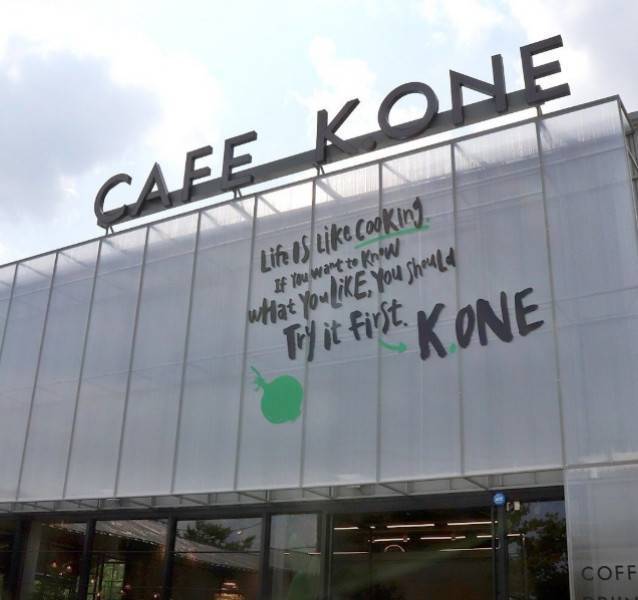 CAFE K.ONE
Life is Like Cooking.
If You want to Know
what You LiKE, You should
Try it first.
K.ONE
COFF